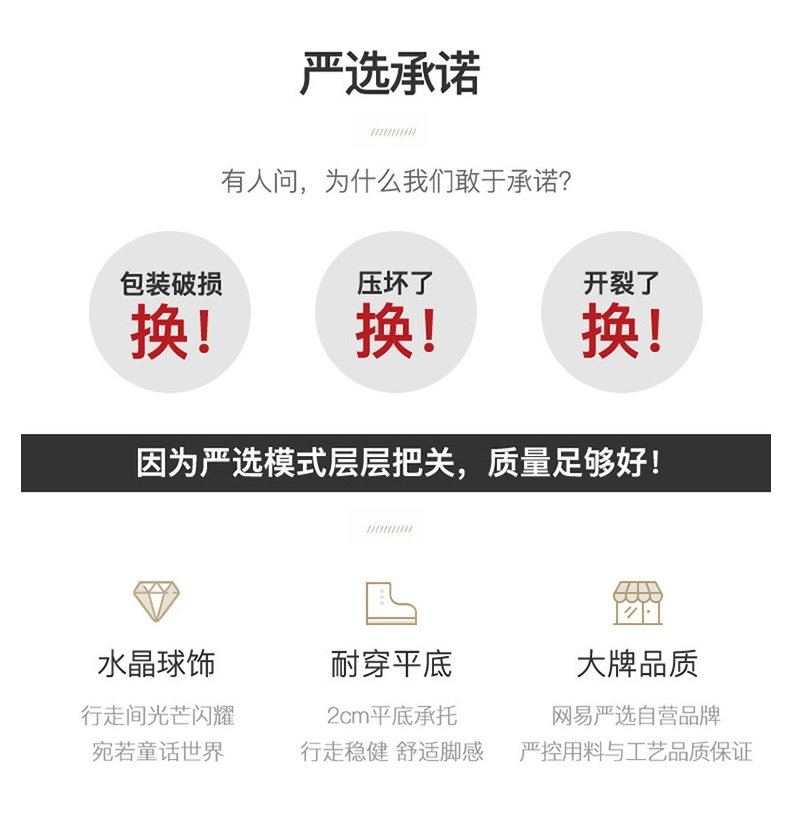 严选承诺
有人问，为什么我们敢于承诺？
包装破损
换！
压坏了
换！
开裂了
换！
因为严选模式层层把关，质量足够好！
水晶球饰
行走间光芒闪耀
宛若童话世界
耐穿平底
2cm平底承托
行走稳健 舒适脚感
大牌品质
网易严选自营品牌
严控用料与工艺品质保证